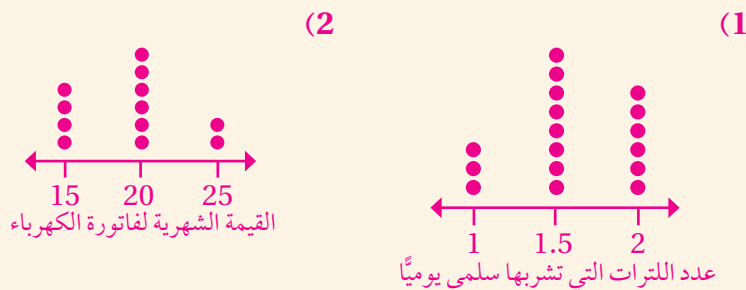 (1
1 1.5 2
عدد اللترات التي تشربها سلمى يوميًّا
(2
15 20 25
القيمة الشهرية لفاتورة الكهرباء